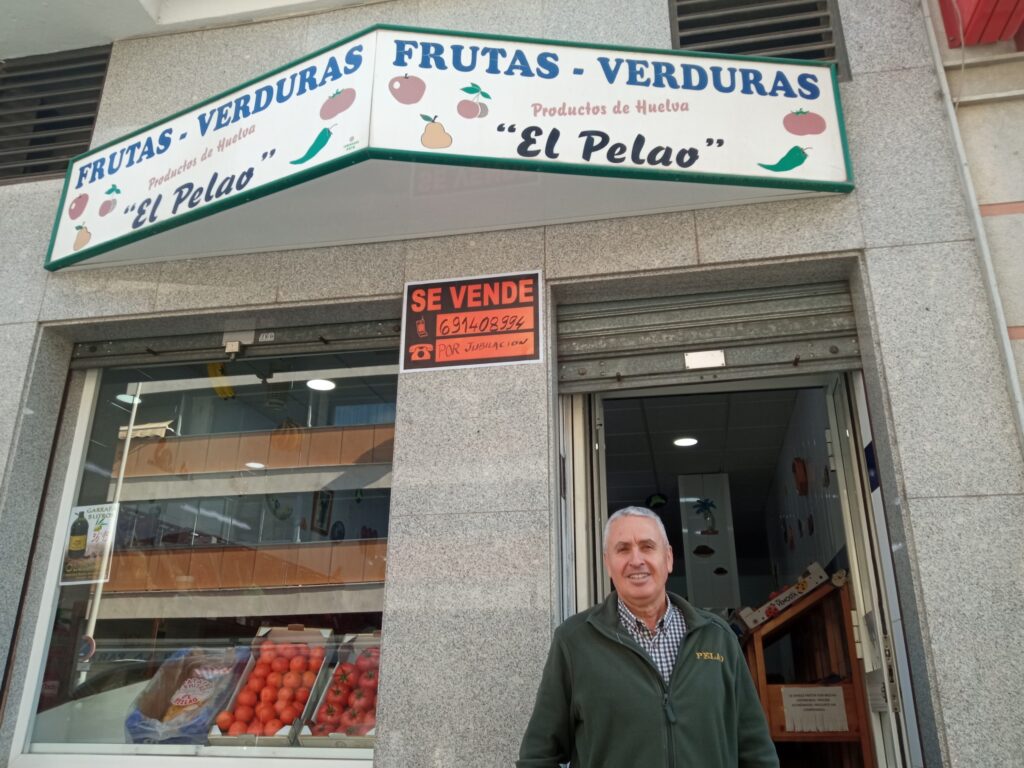 FRUTAS - VERDURAS
Productos de Huelva
"El Pelao"
FRUTAS - VERDURAS
Productos de Huelva
"El Pelao"
SE VENDE
691408994
POR JUBILACION
PELAO